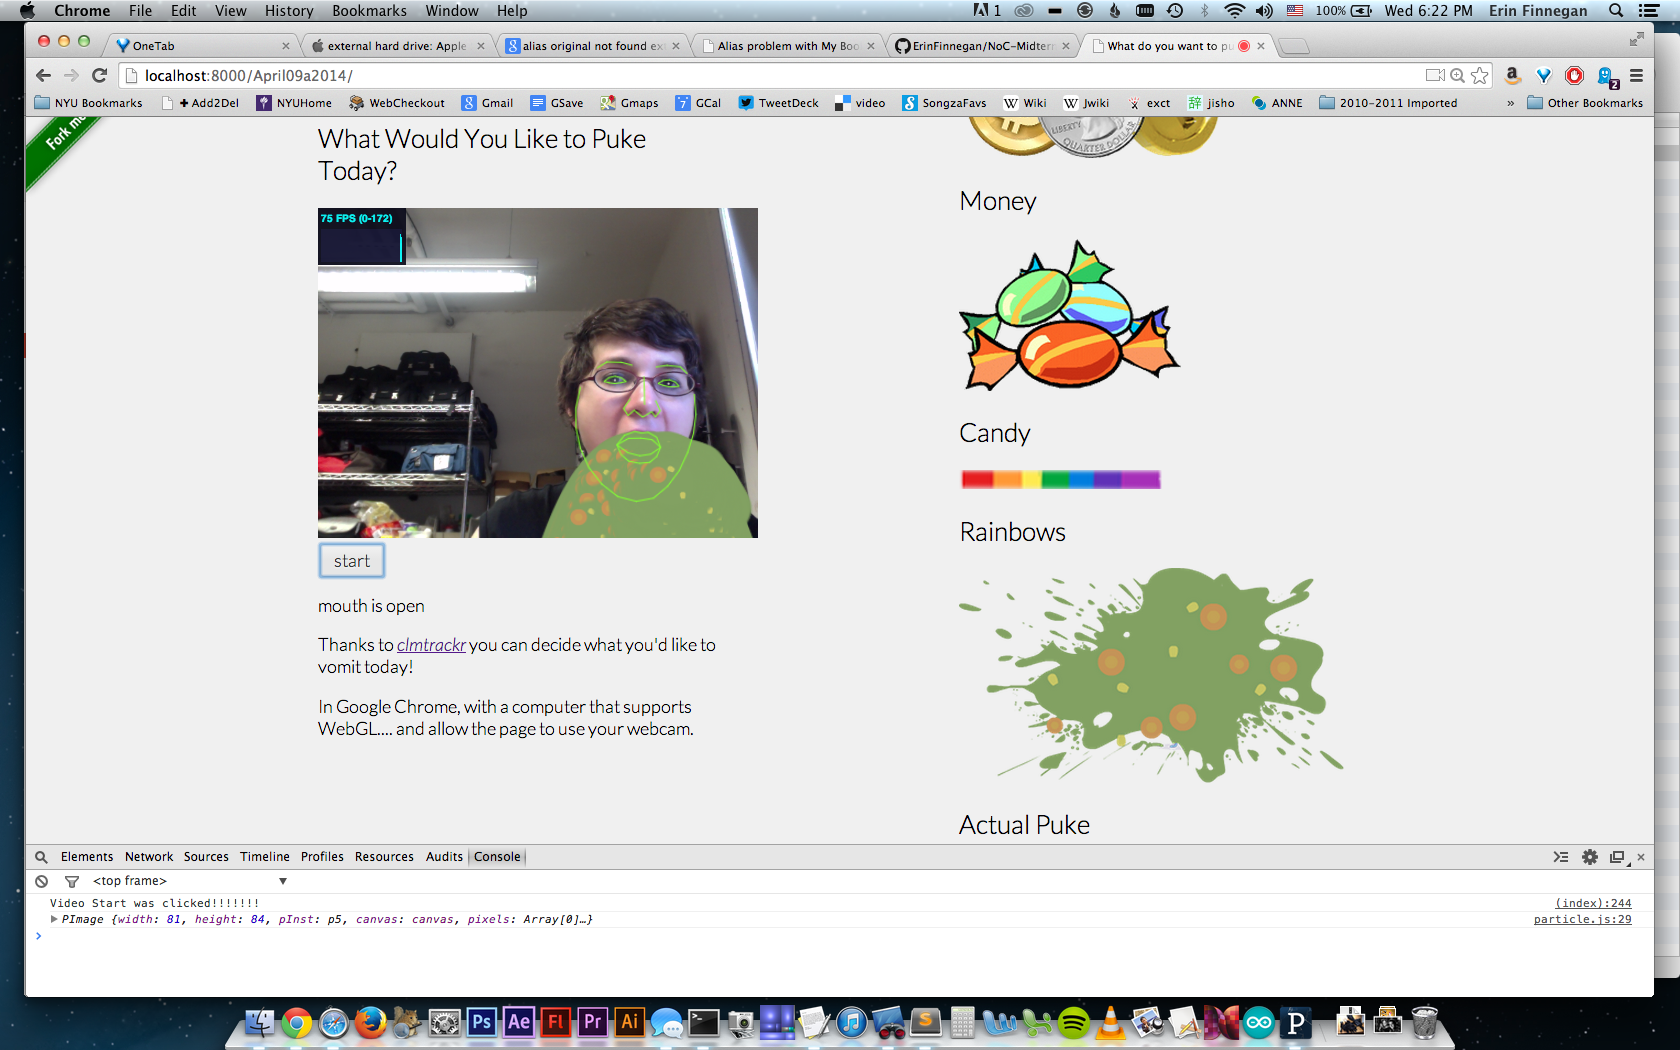 Chrome File Edit View History Bookmarks Window Help
1 100% Wed 6:22 PM Erin Finnegan
OneTab
external hard drive: Apple
alias original not found ex
Alias problem with My Boo
ErinFinnegan/NoC-Midterm
What do you want to pu
localhost:8000/April09a2014/
NYU Bookmarks + Add2Del NYUHome WebCheckout Gmail GSave Gmaps GCal TweetDeck video SongzaFavs Wiki Jwiki exct jisho ANNE 2010-2011 Imported » Other Bookmarks
Fork me
What Would You Like to Puke
Today?
75 FPS (0-172)
start
mouth is open
Thanks to clmtrackr you can decide what you'd like to
vomit today!
In Google Chrome, with a computer that supports
WebGL.... and allow the page to use your webcam.
LIBERTY
QUARTER DOLLAR
Money
Candy
Rainbows
Actual Puke
Elements Network Sources Timeline Profiles Resources Audits Console
<top frame>
Video Start was clicked!!!!!!! (index):244
PImage {width: 81, height: 84, pInst: p5, canvas: canvas, pixels: Array[0]…} particle.js:29
Ps Ae Fl Pr Ai S P